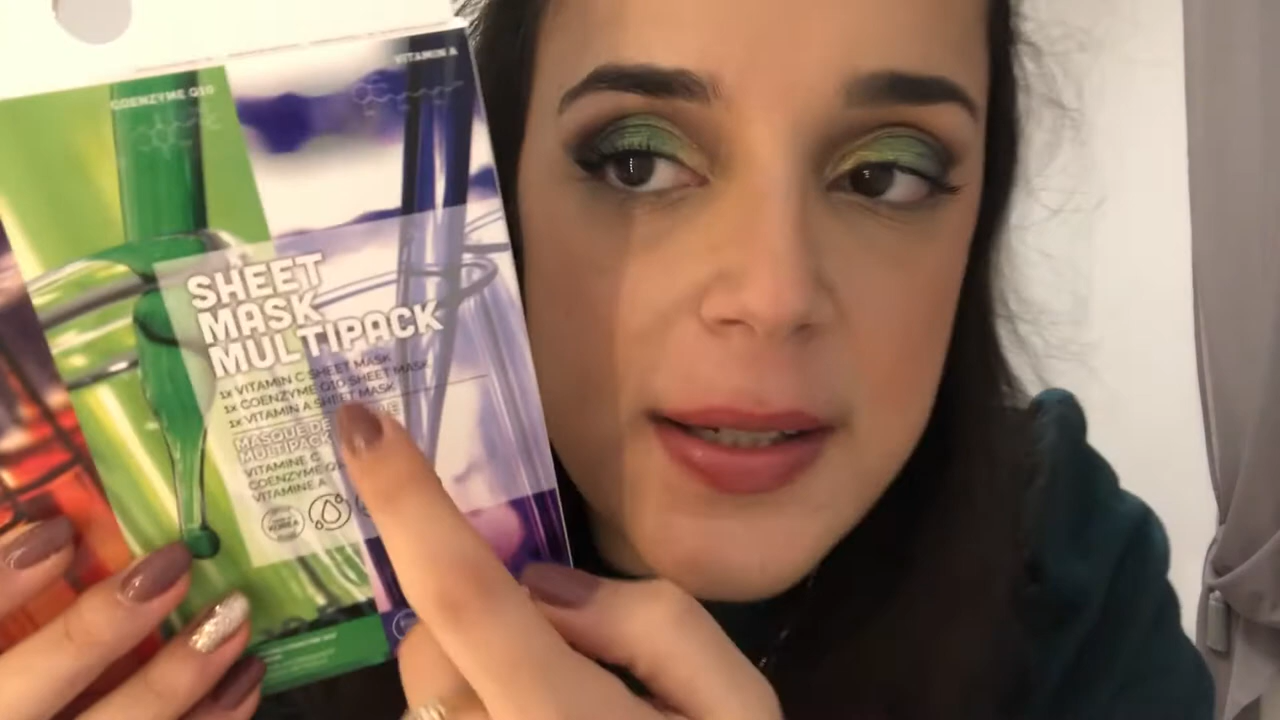 COENZYME Q10
VITAMIN A
SHEET
MASK
MULTIPACK
1x VITAMIN C SHEET MASK
1x COENZYME Q10 SHEET MASK
1x VITAMIN A SHEET MASK
MASQUE DE
MULTIPACK
VITAMINE C
COENZYME Q
VITAMINE A
KOREA